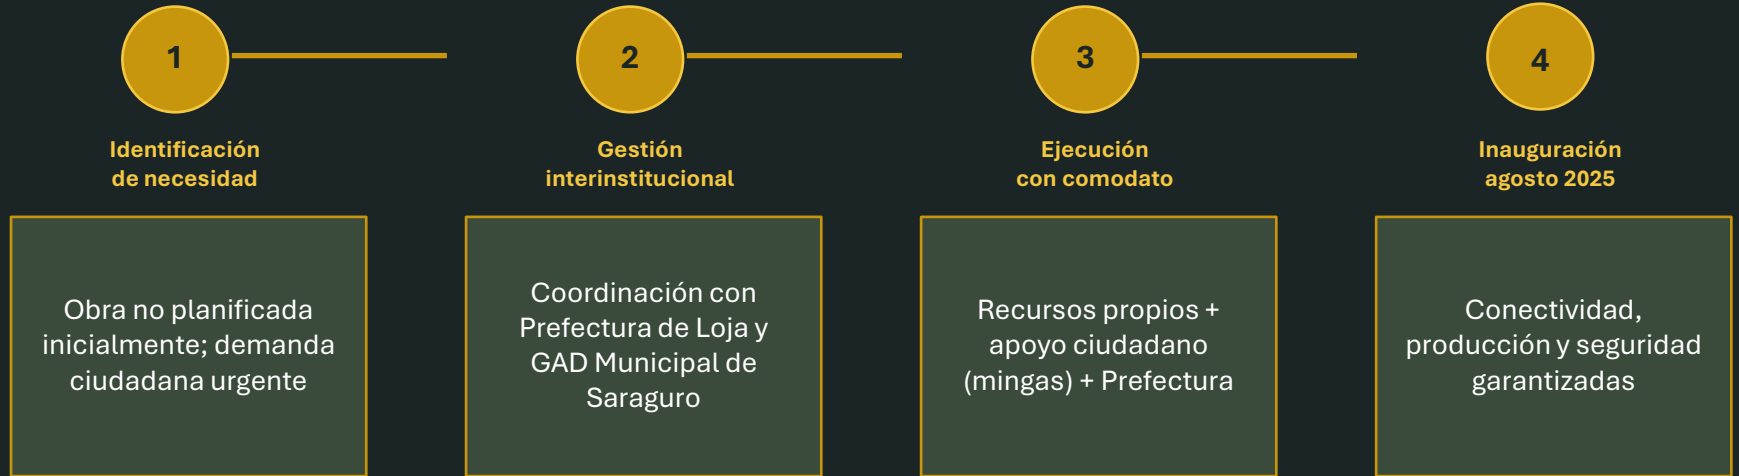 1
2
3
4
Identificación
de necesidad
Gestión
interinstitucional
Ejecución
con comodato
Inauguración
agosto 2025
Obra no planificada
inicialmente; demanda
ciudadana urgente
Coordinación con
Prefectura de Loja y
GAD Municipal de
Saraguro
Recursos propios +
apoyo ciudadano
(mingas) + Prefectura
Conectividad,
producción y seguridad
garantizadas